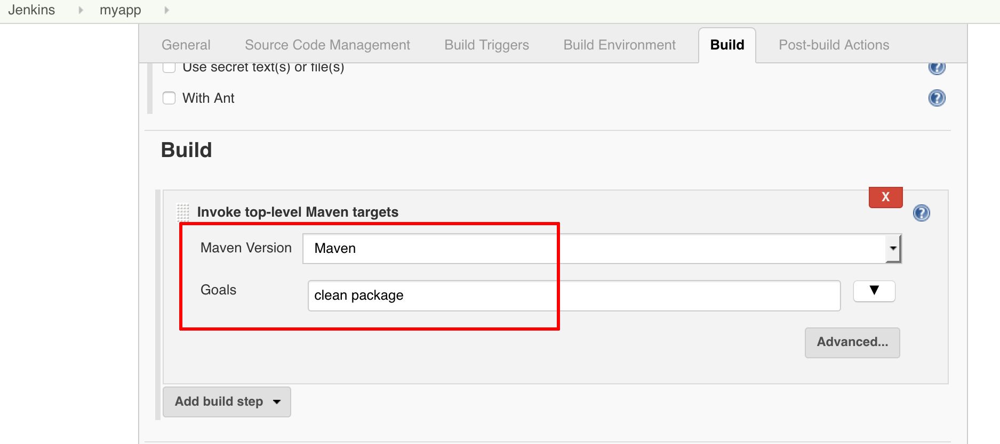 Jenkins myapp
General Source Code Management Build Triggers Build Environment Build Post-build Actions
Use secret text(s) or file(s)
With Ant
Build
X
Invoke top-level Maven targets
Maven Version Maven
Goals clean package
Advanced...
Add build step